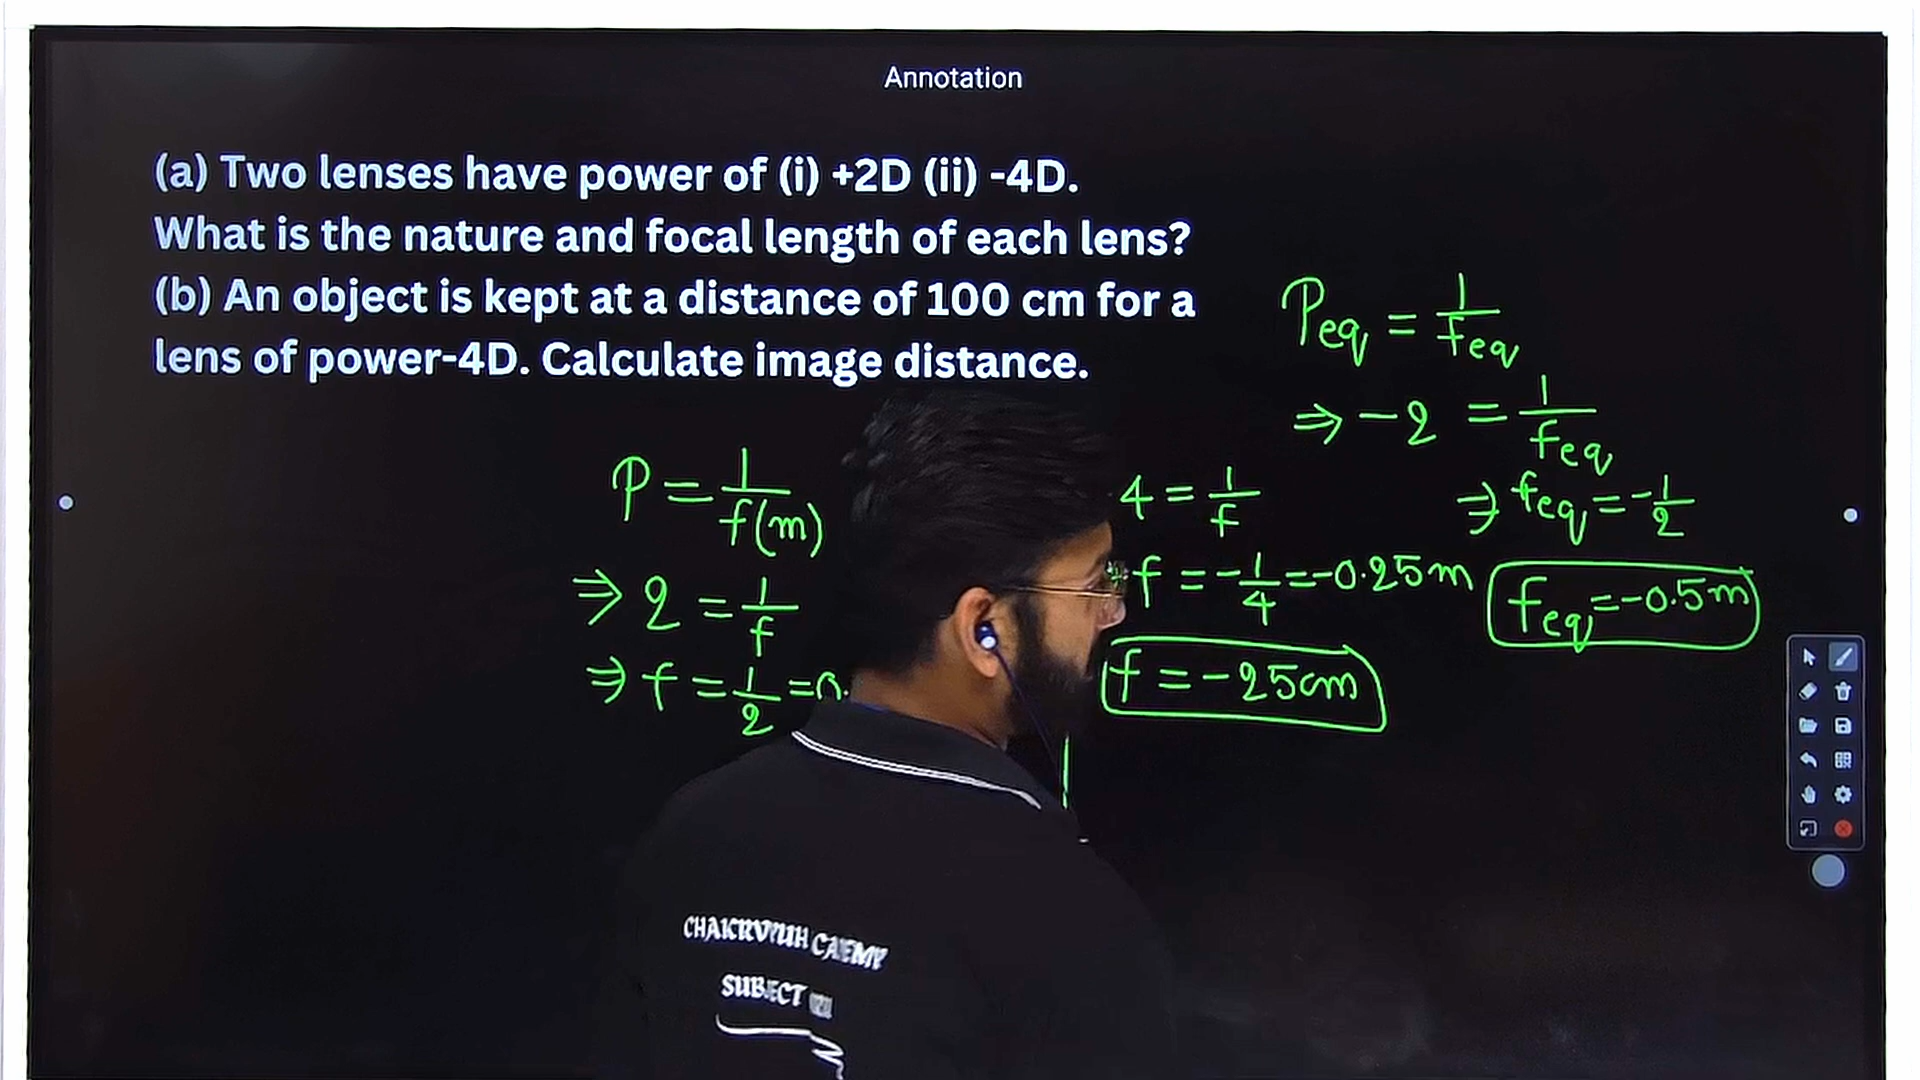 Annotation
(a) Two lenses have power of (i) +2D (ii) -4D.
What is the nature and focal length of each lens?
(b) An object is kept at a distance of 100 cm for a
lens of power-4D. Calculate image distance.
P = 1/f(m)
⇒ 2 = 1/f
⇒ f = 1/2 = 0.
4 = 1/f
f = -1/4 = -0.25m
f = -25cm
Peq = 1/feq
⇒ -2 = 1/feq
⇒ feq = -1/2
feq = -0.5m
CHAKRVYUH